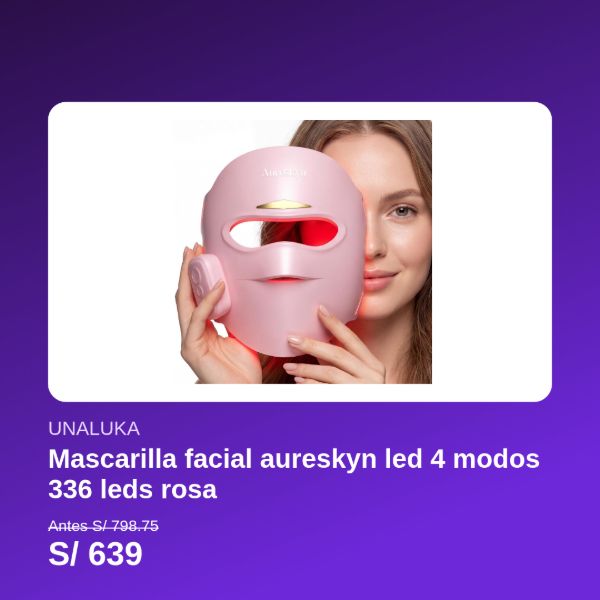 UNALUKA
Mascarilla facial aureskyn led 4 modos
336 leds rosa
Antes S/ 798.75
S/ 639